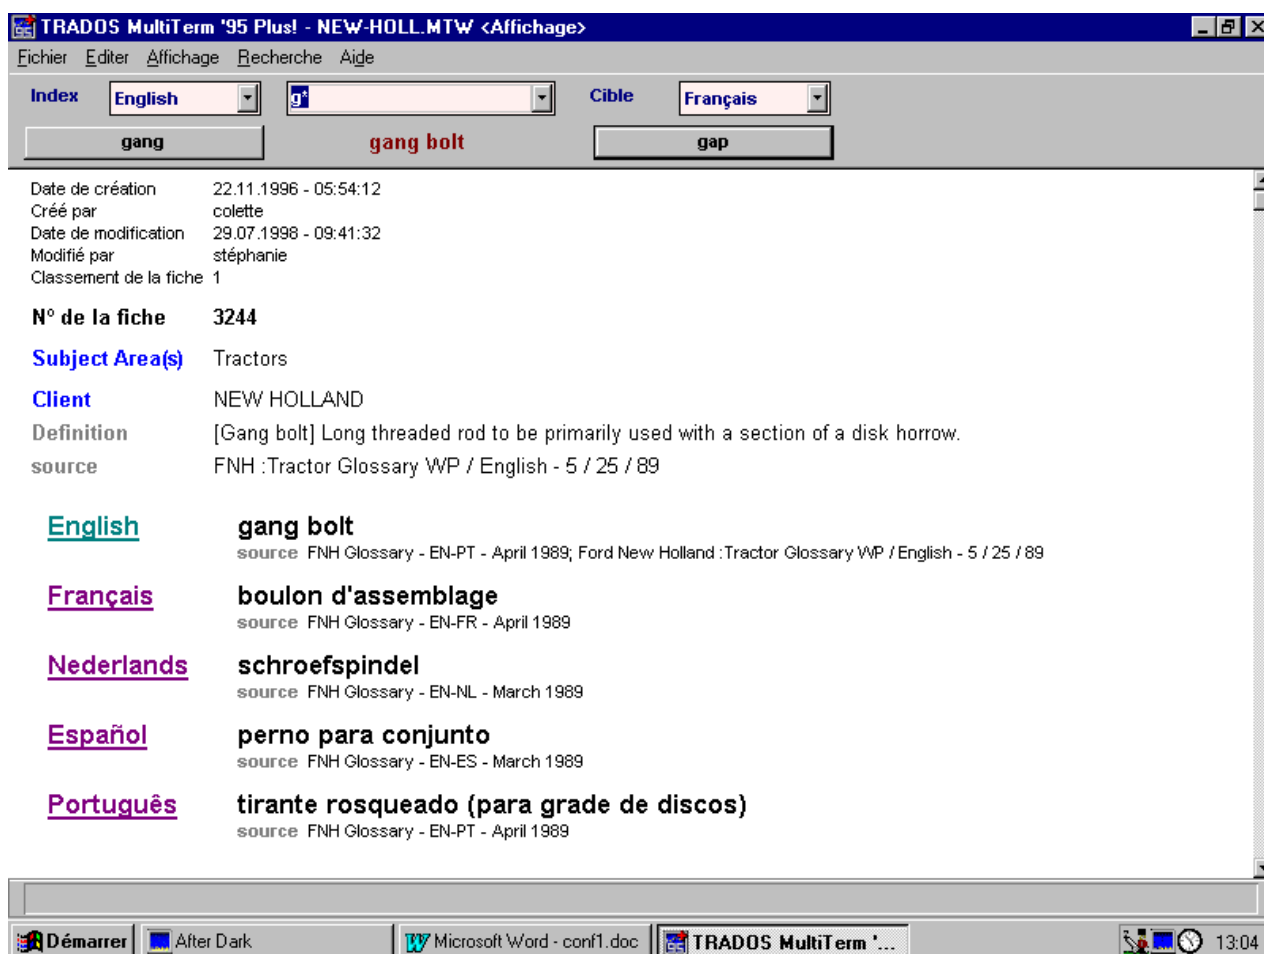 TRADOS MultiTerm '95 Plus! - NEW-HOLL.MTW <Affichage>
Fichier Editer Affichage Recherche Aide
Index English g* Cible Français
gang gang bolt gap
Date de création 22.11.1996 - 05:54:12
Créé par colette
Date de modification 29.07.1998 - 09:41:32
Modifié par stéphanie
Classement de la fiche 1
Nº de la fiche 3244
Subject Area(s) Tractors
Client NEW HOLLAND
Definition [Gang bolt] Long threaded rod to be primarily used with a section of a disk horrow.
source FNH :Tractor Glossary WP / English - 5 / 25 / 89
English gang bolt
source FNH Glossary - EN-PT - April 1989; Ford New Holland :Tractor Glossary WP / English - 5 / 25 / 89
Français boulon d'assemblage
source FNH Glossary - EN-FR - April 1989
Nederlands schroefspindel
source FNH Glossary - EN-NL - March 1989
Español perno para conjunto
source FNH Glossary - EN-ES - March 1989
Português tirante rosqueado (para grade de discos)
source FNH Glossary - EN-PT - April 1989
Démarrer After Dark Microsoft Word - conf1.doc TRADOS MultiTerm '... 13:04